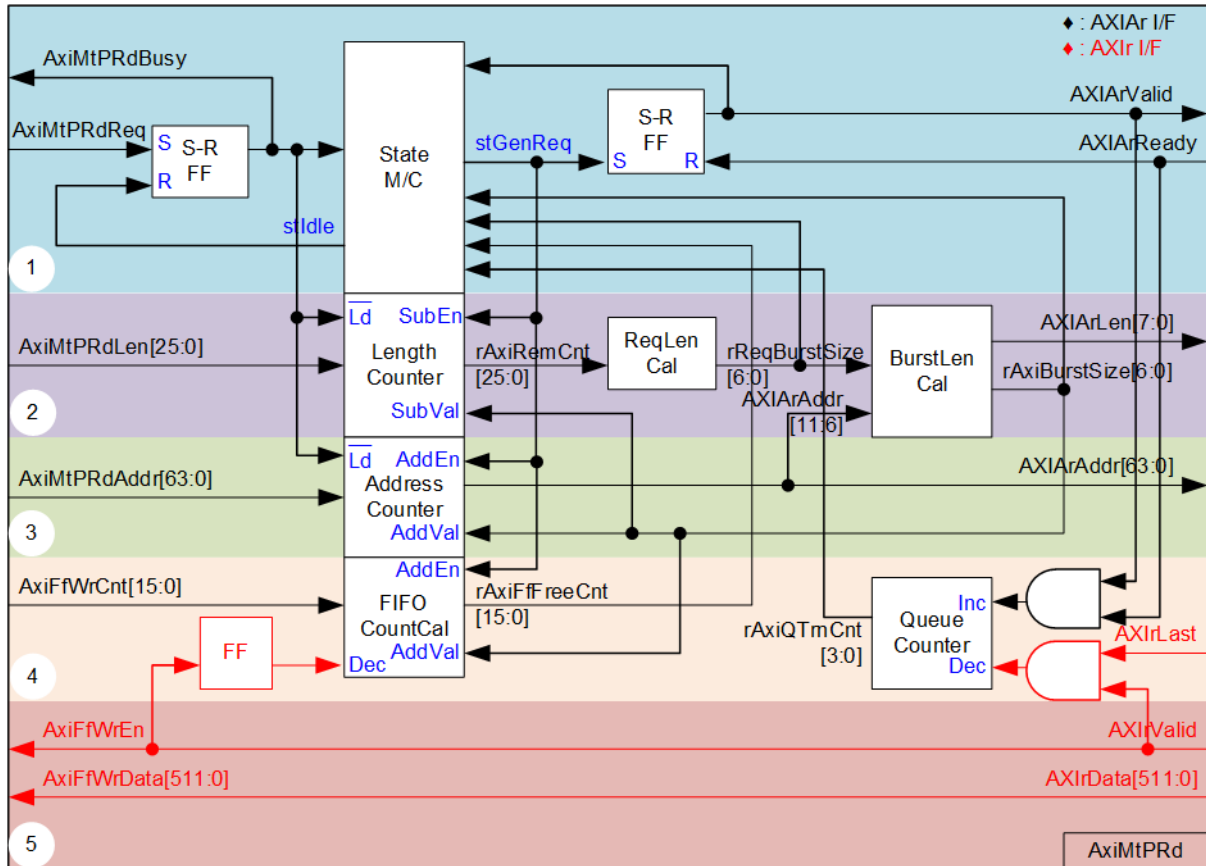 ♦ : AXIAr I/F
♦ : AXIr I/F
AxiMtPRdBusy
AXIArValid
AxiMtPRdReq
S
S-R
FF
R
State
M/C
stGenReq
S-R
FF
S
R
AXIArReady
stIdle
1
Ld
SubEn
AxiMtPRdLen[25:0]
Length
Counter
SubVal
rAxiRemCnt
[25:0]
ReqLen
Cal
rReqBurstSize
[6:0]
AXIArAddr
[11:6]
BurstLen
Cal
AXIArLen[7:0]
rAxiBurstSize[6:0]
2
Ld
AddEn
AxiMtPRdAddr[63:0]
Address
Counter
AddVal
AXIArAddr[63:0]
3
AddEn
AxiFfWrCnt[15:0]
FIFO
CountCal
AddVal
Dec
rAxiFfFreeCnt
[15:0]
FF
rAxiQTrnCnt
[3:0]
Inc
Queue
Counter
Dec
AXIrLast
4
AxiFfWrEn
AXIrValid
AxiFfWrData[511:0]
AXIrData[511:0]
5
AxiMtPRd